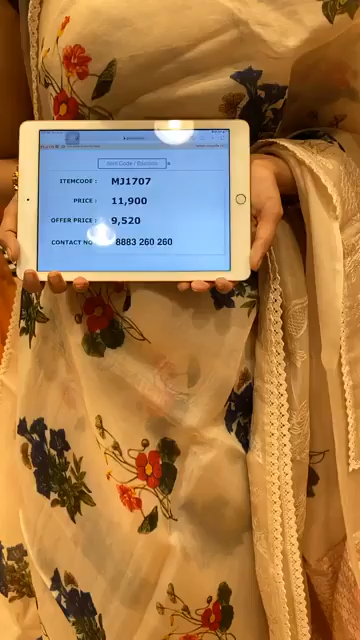 Item Code / Barcode
ITEMCODE : MJ1707
PRICE : 11,900
OFFER PRICE : 9,520
CONTACT NO 8883 260 260